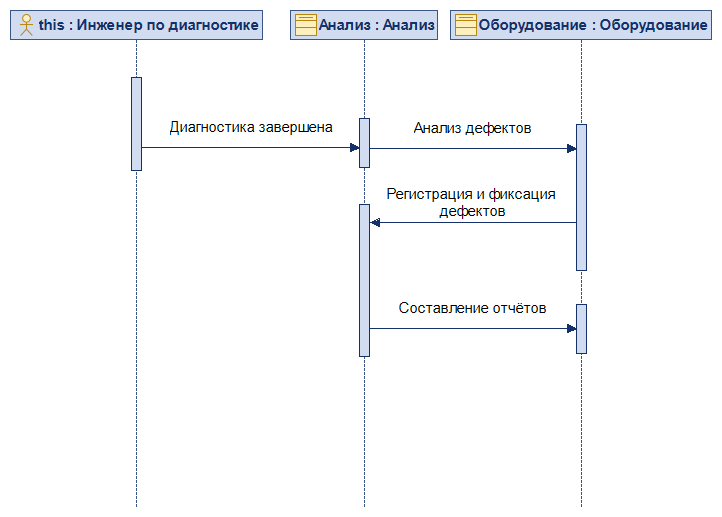 this : Инженер по диагностике
Анализ : Анализ
Оборудование : Оборудование
Диагностика завершена
Анализ дефектов
Регистрация и фиксация
дефектов
Составление отчётов